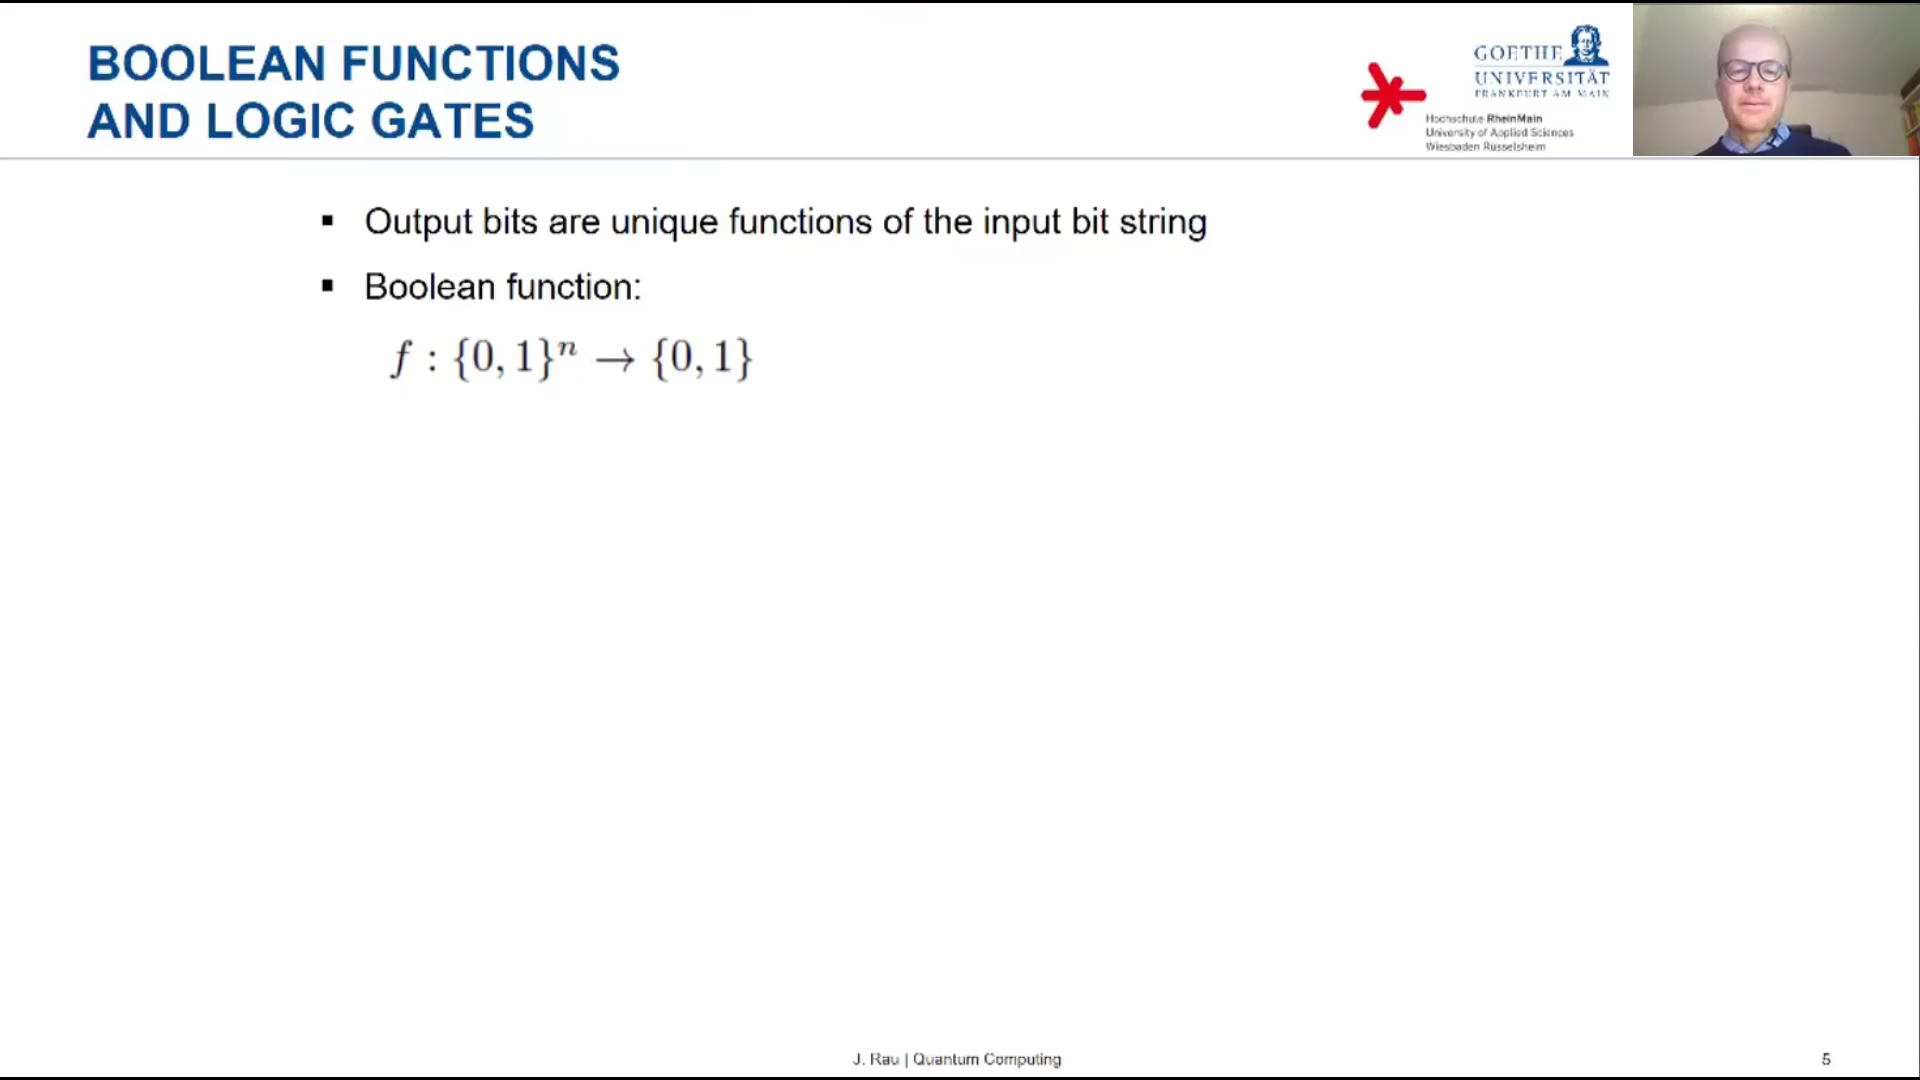 BOOLEAN FUNCTIONS
AND LOGIC GATES
GOETHE
UNIVERSITÄT
FRANKFURT AM MAIN
Hochschule RheinMain
University of Applied Sciences
Wiesbaden Rüsselsheim
▪ Output bits are unique functions of the input bit string
▪ Boolean function:
f : {0, 1}ⁿ → {0, 1}
J. Rau | Quantum Computing
5